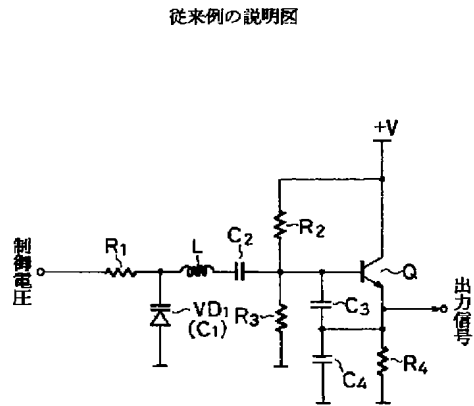 従来例の説明図
+V
R2
制御電圧
R1
L
C2
Q
VD1
(C1)
R3
C3
出力信号
C4
R4